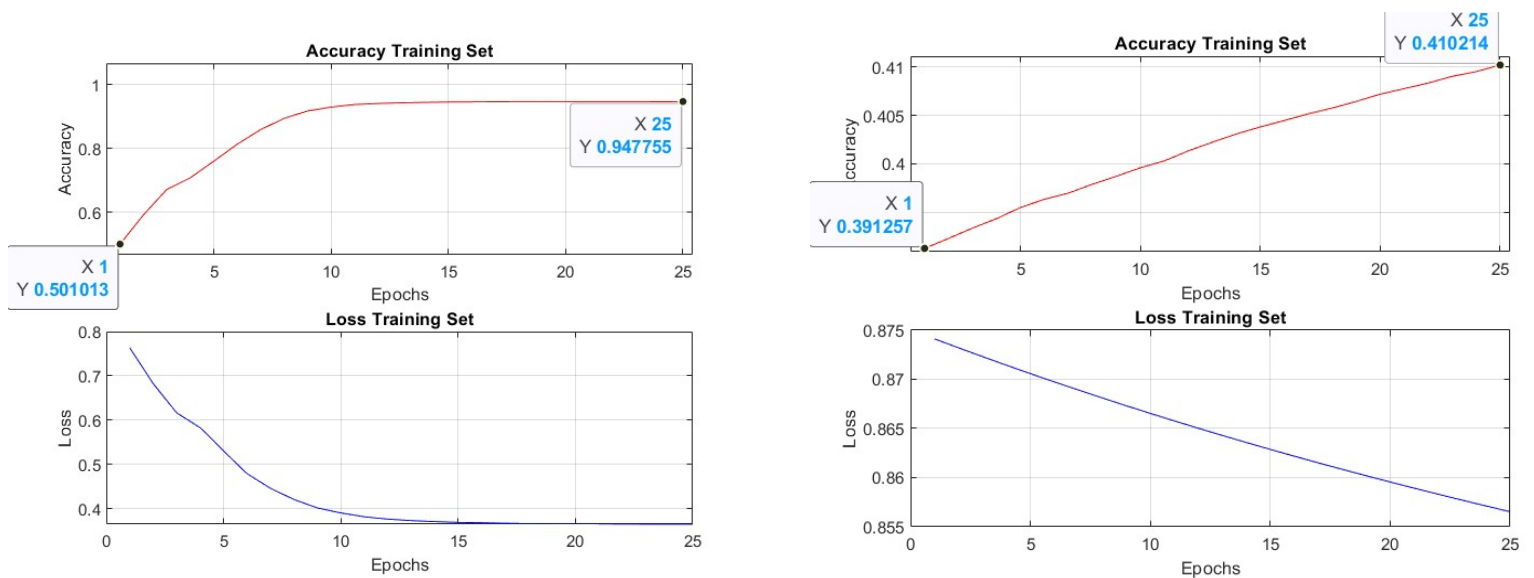 Accuracy Training Set
1
0.8
0.6
Accuracy
X 25
Y 0.947755
X 1
Y 0.501013
5
10
15
20
25
Epochs
Loss Training Set
0.8
0.7
0.6
0.5
0.4
Loss
0
5
10
15
20
25
Epochs
Accuracy Training Set
X 25
Y 0.410214
0.41
0.405
0.4
ccuracy
X 1
Y 0.391257
5
10
15
20
25
Epochs
Loss Training Set
0.875
0.87
0.865
0.86
0.855
Loss
0
5
10
15
20
25
Epochs